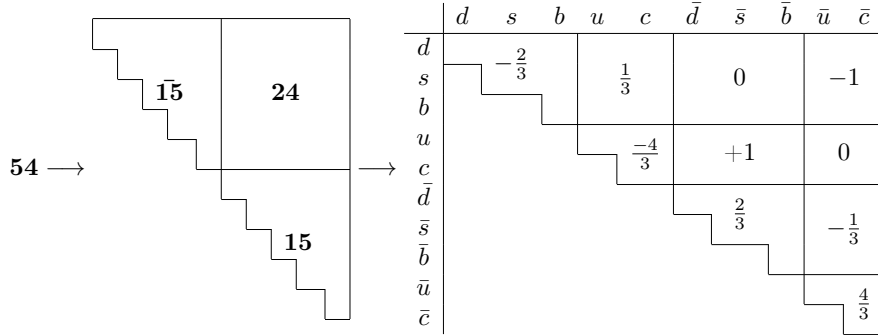 d s b u c d̄ s̄ b̄ ū c̄
d
s −2/3 1/3 0 −1
b
u
c −4/3 +1 0
d̄
s̄ 2/3 −1/3
b̄
ū
c̄ 4/3
54 ⟶ 1̄5 24 ⟶
15